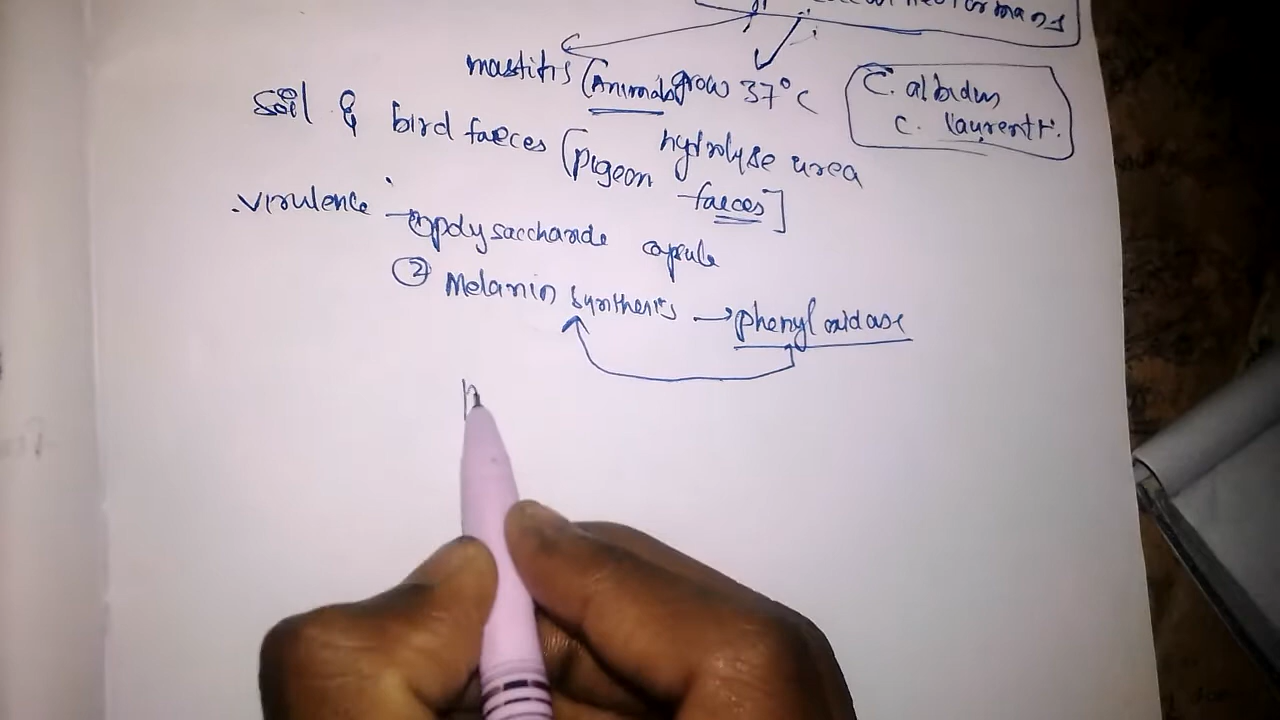 mastitis (Animals grow 37°C
C. albidus
C. laurentii.
soil & bird faeces (pigeon faeces]
hydrolyse urea
virulence → ① polysaccharide capsule
② Melanin synthesis → phenyl oxidase